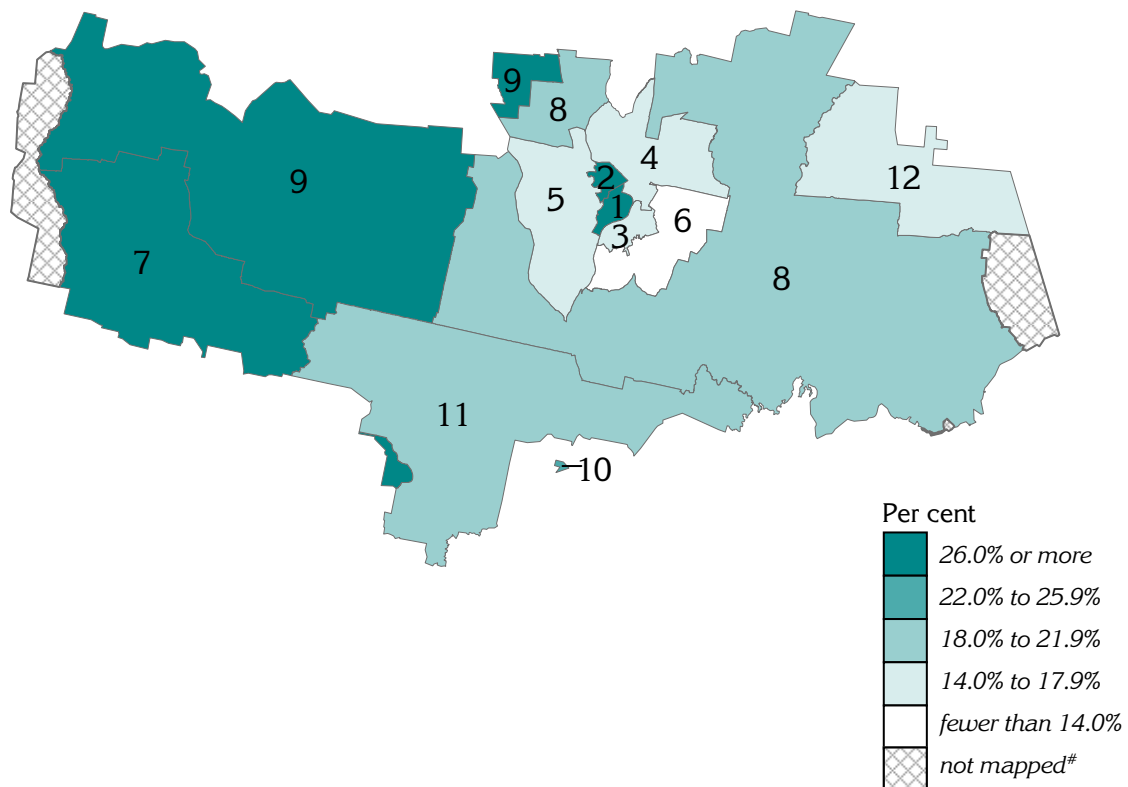 9
8
4
2
9
12
5
1
6
3
7
8
11
10
Per cent
26.0% or more
22.0% to 25.9%
18.0% to 21.9%
14.0% to 17.9%
fewer than 14.0%
not mapped#